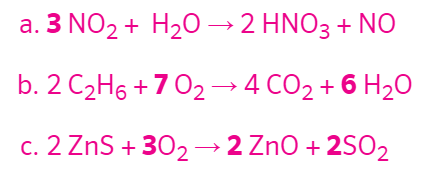 a. 3 NO₂ + H₂O → 2 HNO₃ + NO
b. 2 C₂H₆ + 7 O₂ → 4 CO₂ + 6 H₂O
c. 2 ZnS + 3O₂ → 2 ZnO + 2SO₂